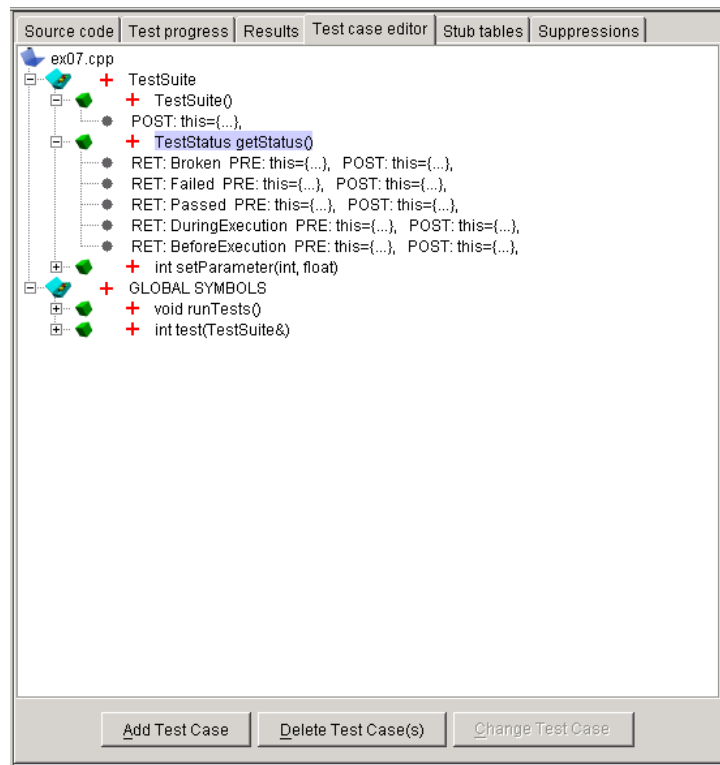 Source code Test progress Results Test case editor Stub tables Suppressions
ex07.cpp
TestSuite
TestSuite()
POST: this={...},
TestStatus getStatus()
RET: Broken PRE: this={...}, POST: this={...},
RET: Failed PRE: this={...}, POST: this={...},
RET: Passed PRE: this={...}, POST: this={...},
RET: DuringExecution PRE: this={...}, POST: this={...},
RET: BeforeExecution PRE: this={...}, POST: this={...},
int setParameter(int, float)
GLOBAL SYMBOLS
void runTests()
int test(TestSuite&)
Add Test Case Delete Test Case(s) Change Test Case